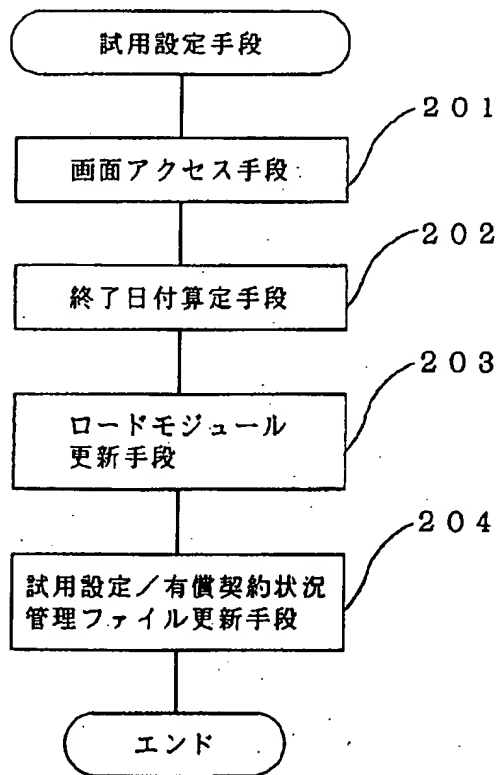 試用設定手段
201
画面アクセス手段
202
終了日付算定手段
203
ロードモジュール
更新手段
204
試用設定/有償契約状況
管理ファイル更新手段
エンド